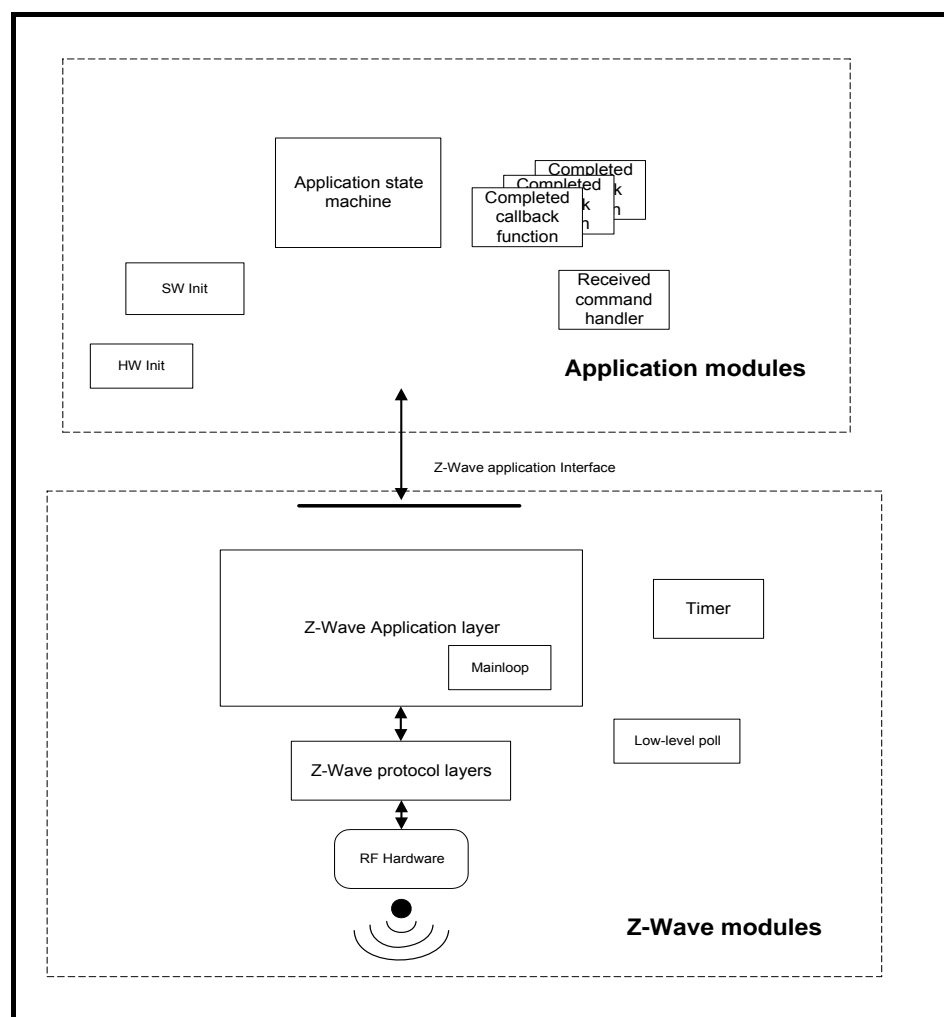 Application state
machine
Completed
k
n
Completed
k
n
Completed
callback
function
SW Init
Received
command
handler
HW Init
Application modules
Z-Wave application Interface
Z-Wave Application layer
Timer
Mainloop
Low-level poll
Z-Wave protocol layers
RF Hardware
Z-Wave modules